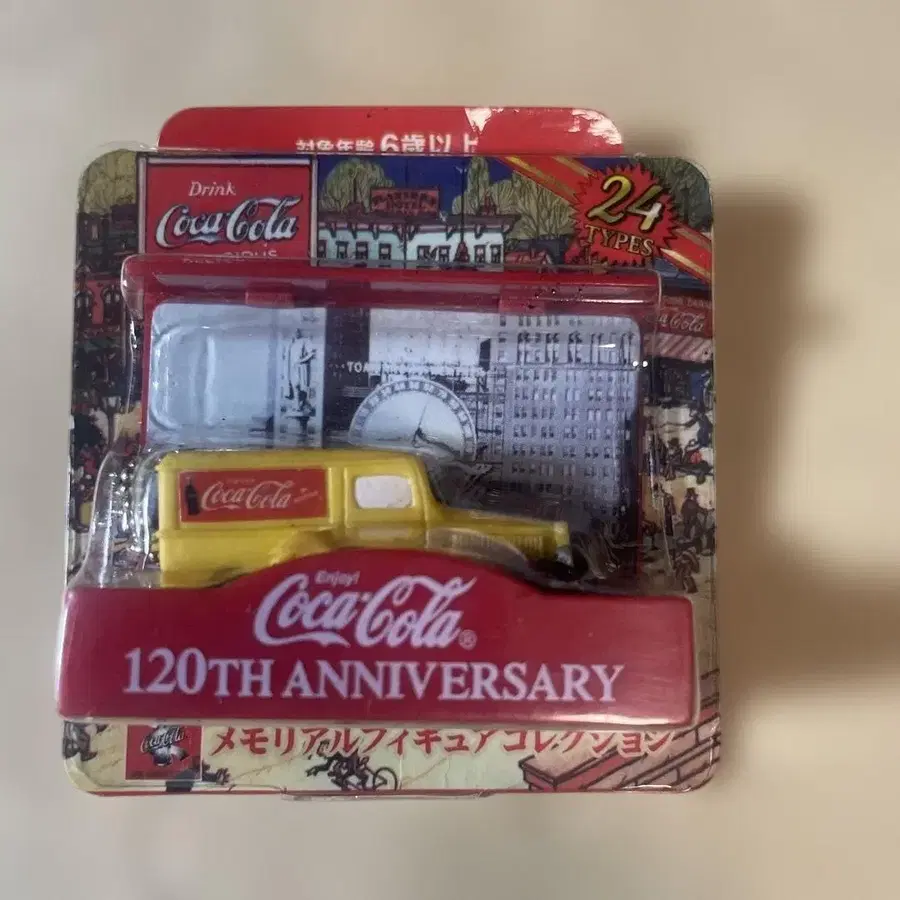 対象年齢 6歳以上
Drink
Coca-Cola
24
TYPES
Coca-Cola
Coca-Cola
Enjoy!
Coca-Cola®
120TH ANNIVERSARY
Coca-Cola
メモリアルフィギュアコレクション